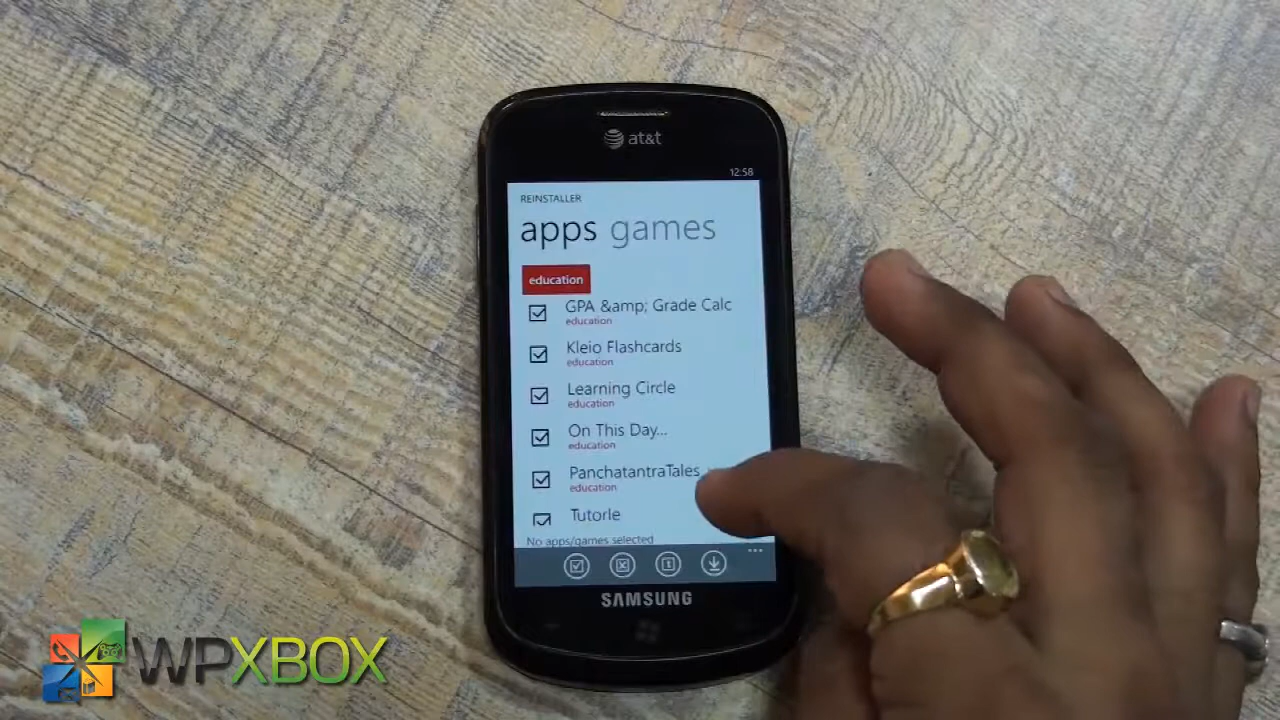 at&t
12:58
REINSTALLER
apps games
education
GPA &amp; Grade Calc
education
Kleio Flashcards
education
Learning Circle
education
On This Day...
education
PanchatantraTales
education
Tutorle
No apps/games selected
...
SAMSUNG
WPXBOX